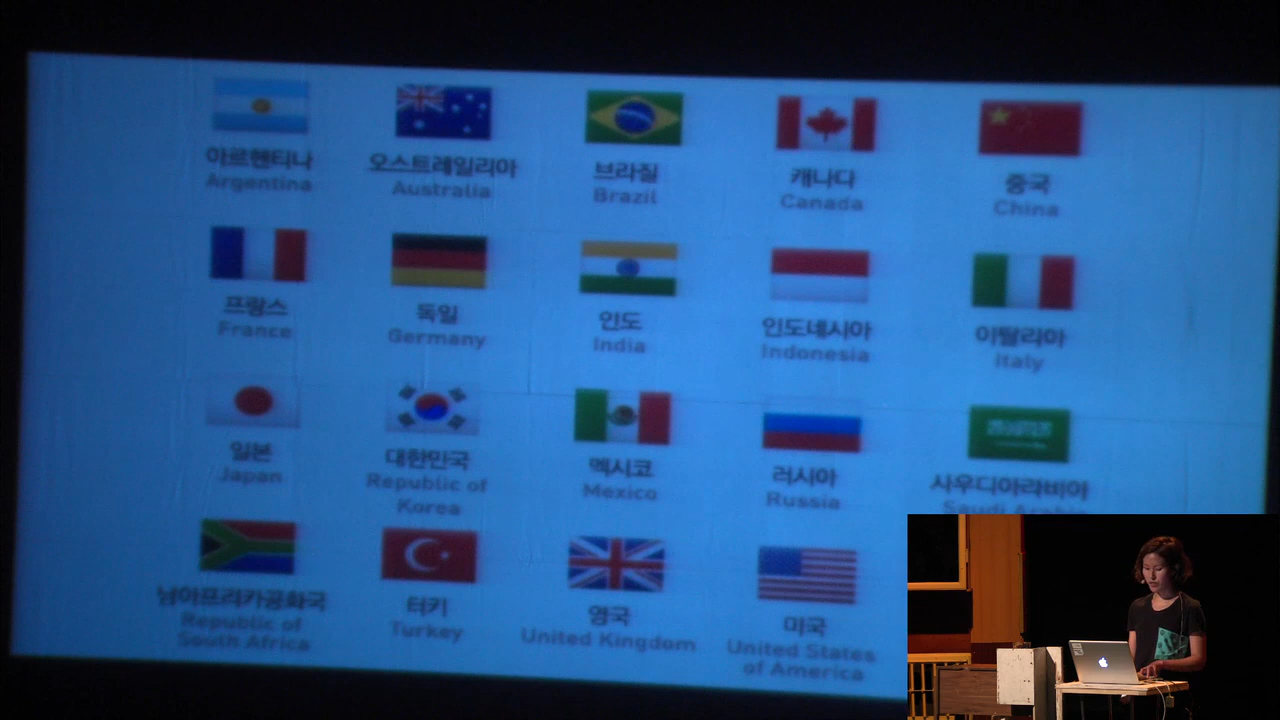 아르헨티나
Argentina
오스트레일리아
Australia
브라질
Brazil
캐나다
Canada
중국
China
프랑스
France
독일
Germany
인도
India
인도네시아
Indonesia
이탈리아
Italy
일본
Japan
대한민국
Republic of
Korea
멕시코
Mexico
러시아
Russia
사우디아라비아
Saudi Arabia
남아프리카공화국
Republic of
South Africa
터키
Turkey
영국
United Kingdom
미국
United States
of America